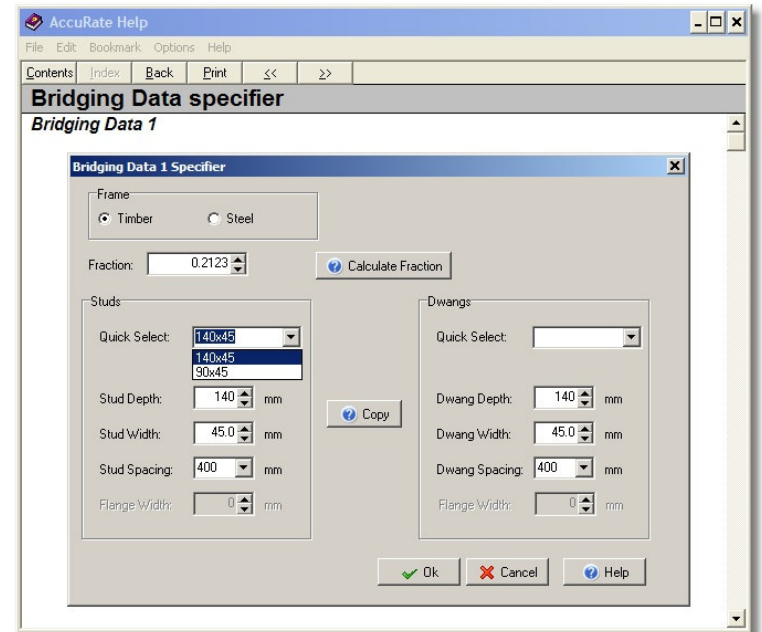 AccuRate Help
File Edit Bookmark Options Help
Contents Index Back Print << >>
Bridging Data specifier
Bridging Data 1
Bridging Data 1 Specifier
Frame
Timber Steel
Fraction: 0.2123 Calculate Fraction
Studs Dwangs
Quick Select: 140x45 Quick Select:
140x45
90x45
Stud Depth: 140 mm Dwang Depth: 140 mm
Copy
Stud Width: 45.0 mm Dwang Width: 45.0 mm
Stud Spacing: 400 mm Dwang Spacing: 400 mm
Flange Width: 0 mm Flange Width: 0 mm
Ok Cancel Help